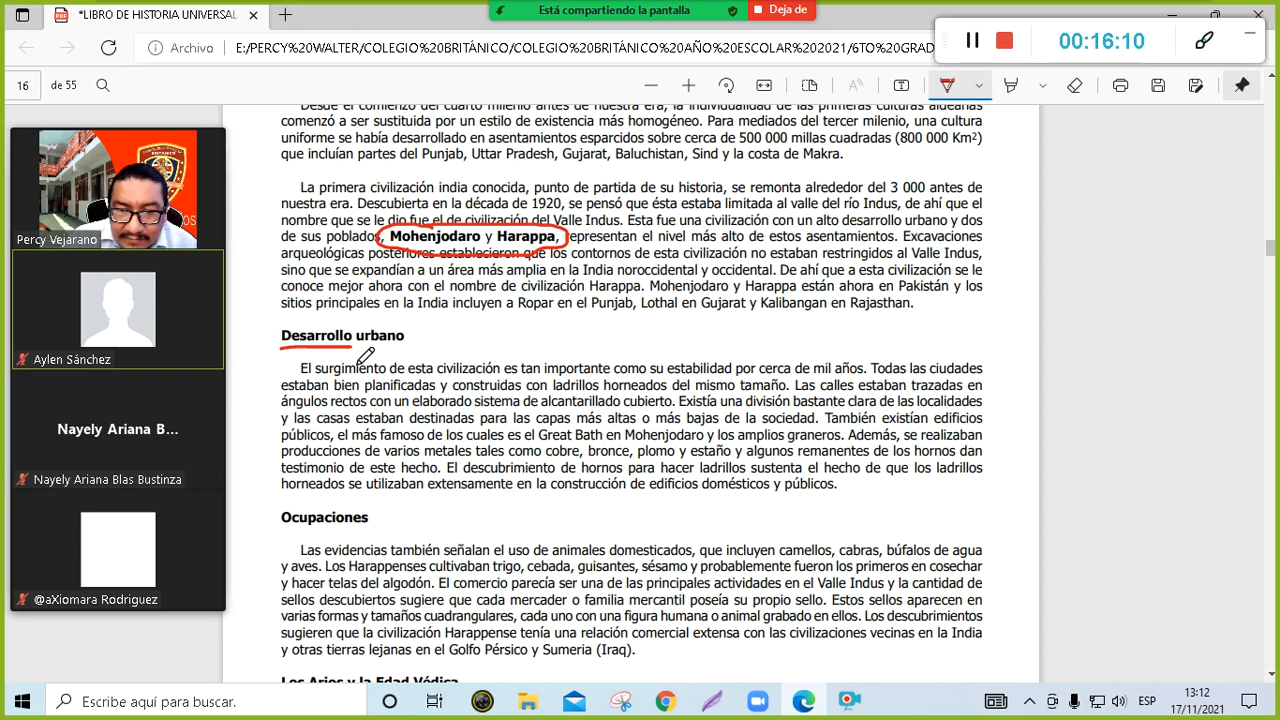 *LIBRO DE HISTORIA UNIVERSAL
Está compartiendo la pantalla
Deja de
Archivo
E:/PERCY%20WALTER/COLEGIO%20BRITÁNICO/COLEGIO%20BRITÁNICO%20AÑO%20ESCOLAR%202021/6TO%20GRAD
00:16:10
16
de 55
Desde el comienzo del cuarto milenio antes de nuestra era, la individualidad de las primeras culturas aldeanas
comenzó a ser sustituida por un estilo de existencia más homogéneo. Para mediados del tercer milenio, una cultura
uniforme se había desarrollado en asentamientos esparcidos sobre cerca de 500 000 millas cuadradas (800 000 Km²)
que incluían partes del Punjab, Uttar Pradesh, Gujarat, Baluchistan, Sind y la costa de Makra.
La primera civilización india conocida, punto de partida de su historia, se remonta alrededor del 3 000 antes de
nuestra era. Descubierta en la década de 1920, se pensó que ésta estaba limitada al valle del río Indus, de ahí que el
nombre que se le dio fue el de civilización del Valle Indus. Esta fue una civilización con un alto desarrollo urbano y dos
de sus poblados, Mohenjodaro y Harappa, representan el nivel más alto de estos asentamientos. Excavaciones
arqueológicas posteriores establecieron que los contornos de esta civilización no estaban restringidos al Valle Indus,
sino que se expandían a un área más amplia en la India noroccidental y occidental. De ahí que a esta civilización se le
conoce mejor ahora con el nombre de civilización Harappa. Mohenjodaro y Harappa están ahora en Pakistán y los
sitios principales en la India incluyen a Ropar en el Punjab, Lothal en Gujarat y Kalibangan en Rajasthan.
Desarrollo urbano
El surgimiento de esta civilización es tan importante como su estabilidad por cerca de mil años. Todas las ciudades
estaban bien planificadas y construidas con ladrillos horneados del mismo tamaño. Las calles estaban trazadas en
ángulos rectos con un elaborado sistema de alcantarillado cubierto. Existía una división bastante clara de las localidades
y las casas estaban destinadas para las capas más altas o más bajas de la sociedad. También existían edificios
públicos, el más famoso de los cuales es el Great Bath en Mohenjodaro y los amplios graneros. Además, se realizaban
producciones de varios metales tales como cobre, bronce, plomo y estaño y algunos remanentes de los hornos dan
testimonio de este hecho. El descubrimiento de hornos para hacer ladrillos sustenta el hecho de que los ladrillos
horneados se utilizaban extensamente en la construcción de edificios domésticos y públicos.
Ocupaciones
Las evidencias también señalan el uso de animales domesticados, que incluyen camellos, cabras, búfalos de agua
y aves. Los Harappenses cultivaban trigo, cebada, guisantes, sésamo y probablemente fueron los primeros en cosechar
y hacer telas del algodón. El comercio parecía ser una de las principales actividades en el Valle Indus y la cantidad de
sellos descubiertos sugiere que cada mercader o familia mercantil poseía su propio sello. Estos sellos aparecen en
varias formas y tamaños cuadrangulares, cada uno con una figura humana o animal grabado en ellos. Los descubrimientos
sugieren que la civilización Harappense tenía una relación comercial extensa con las civilizaciones vecinas en la India
y otras tierras lejanas en el Golfo Pérsico y Sumeria (Iraq).
Los Arios y la Edad Védica
Percy Vejarano
Aylen Sánchez
Nayely Ariana B...
Nayely Ariana Blas Bustinza
@aXiomara Rodriguez
Escribe aquí para buscar.
ESP
13:12
17/11/2021